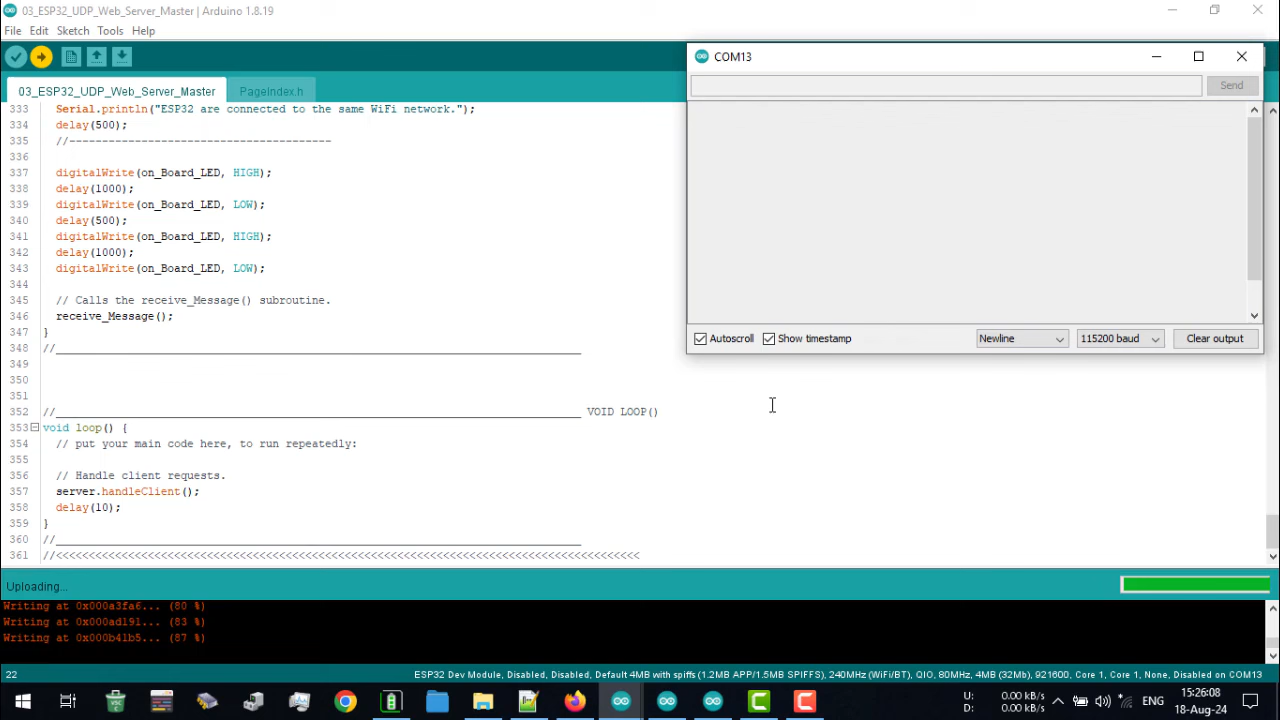 03_ESP32_UDP_Web_Server_Master | Arduino 1.8.19
File Edit Sketch Tools Help
03_ESP32_UDP_Web_Server_Master PageIndex.h
333 Serial.println("ESP32 are connected to the same WiFi network.");
334 delay(500);
335 //----------------------------------------
336
337 digitalWrite(on_Board_LED, HIGH);
338 delay(1000);
339 digitalWrite(on_Board_LED, LOW);
340 delay(500);
341 digitalWrite(on_Board_LED, HIGH);
342 delay(1000);
343 digitalWrite(on_Board_LED, LOW);
344
345 // Calls the receive_Message() subroutine.
346 receive_Message();
347 }
348 //________________________________________________________________________________
349
350
351
352 //________________________________________________________________________________ VOID LOOP()
353 void loop() {
354 // put your main code here, to run repeatedly:
355
356 // Handle client requests.
357 server.handleClient();
358 delay(10);
359 }
360 //________________________________________________________________________________
361 //<<<<<<<<<<<<<<<<<<<<<<<<<<<<<<<<<<<<<<<<<<<<<<<<<<<<<<<<<<<<<<<<<<<<<<<<<<<<<<<<<<<<<<<<<
COM13
Send
Autoscroll Show timestamp Newline 115200 baud Clear output
Uploading...
Writing at 0x000a3fa6... (80 %)
Writing at 0x000ad191... (83 %)
Writing at 0x000b41b5... (87 %)
22 ESP32 Dev Module, Disabled, Disabled, Default 4MB with spiffs (1.2MB APP/1.5MB SPIFFS), 240MHz (WiFi/BT), QIO, 80MHz, 4MB (32Mb), 921600, Core 1, Core 1, None, Disabled on COM13
U: 0.00 kB/s
D: 0.00 kB/s
ENG
15:26:08
18-Aug-24